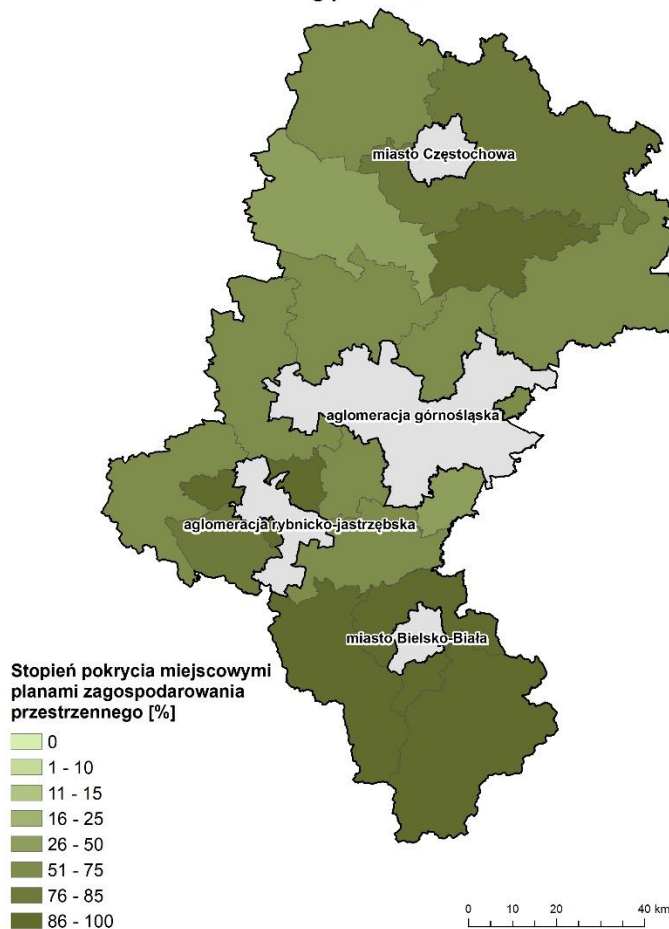 miasto Częstochowa
aglomeracja górnośląska
aglomeracja rybnicko-jastrzębska
miasto Bielsko-Biała
Stopień pokrycia miejscowymi
planami zagospodarowania
przestrzennego [%]
0
1 - 10
11 - 15
16 - 25
26 - 50
51 - 75
76 - 85
86 - 100
0 10 20 40 km